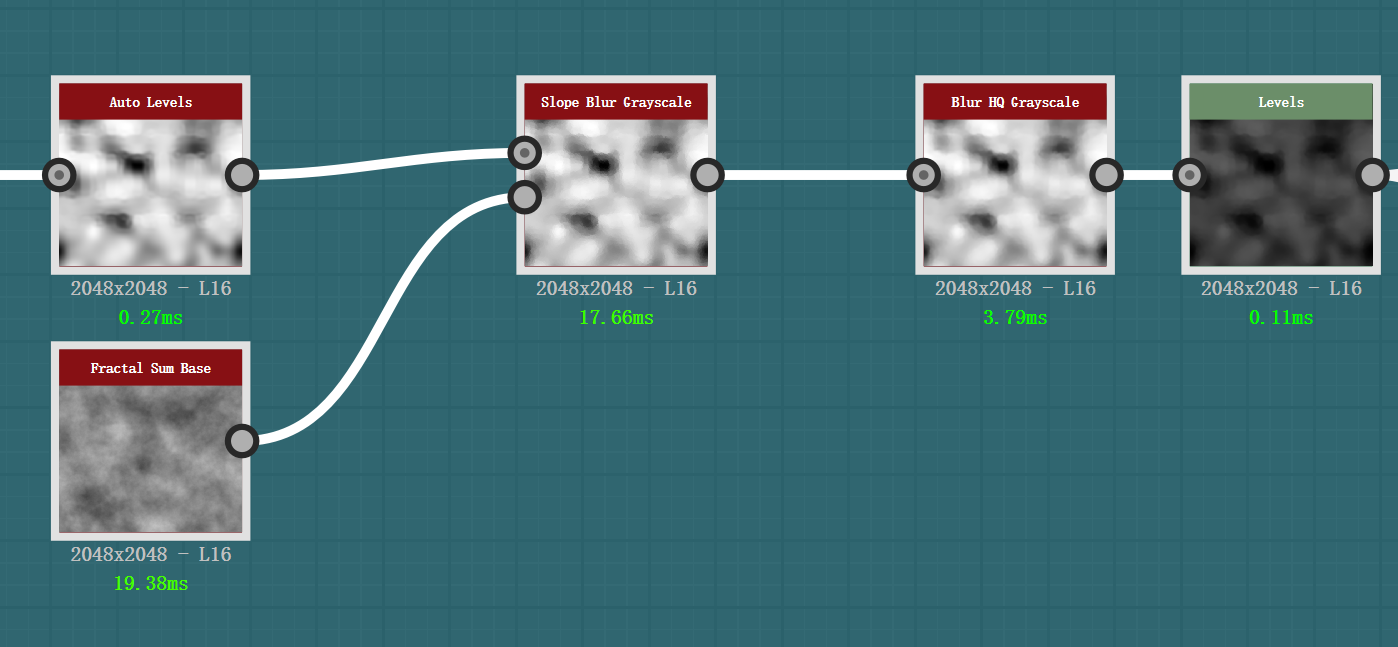 Auto Levels
2048x2048 - L16
0.27ms
Slope Blur Grayscale
2048x2048 - L16
17.66ms
Blur HQ Grayscale
2048x2048 - L16
3.79ms
Levels
2048x2048 - L16
0.11ms
Fractal Sum Base
2048x2048 - L16
19.38ms